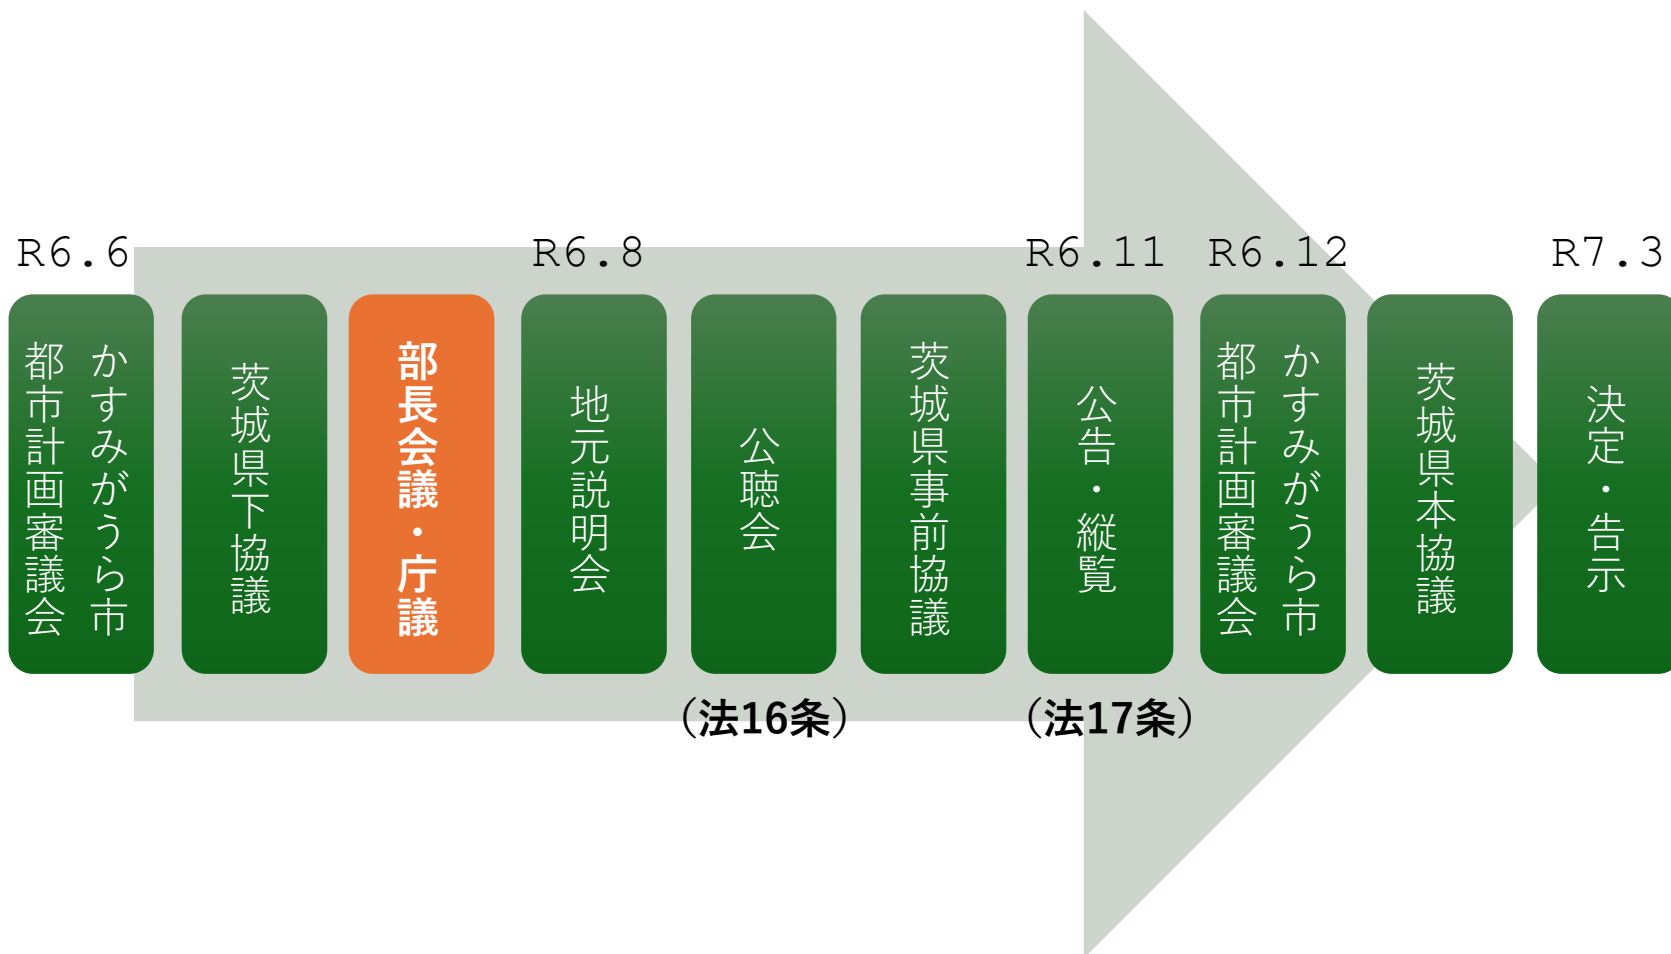 R6.6
R6.8
R6.11
R6.12
R7.3
かすみがうら市
都市計画審議会
茨城県下協議
部長会議・庁議
地元説明会
公聴会
茨城県事前協議
公告・縦覧
かすみがうら市
都市計画審議会
茨城県本協議
決定・告示
（法16条）
（法17条）